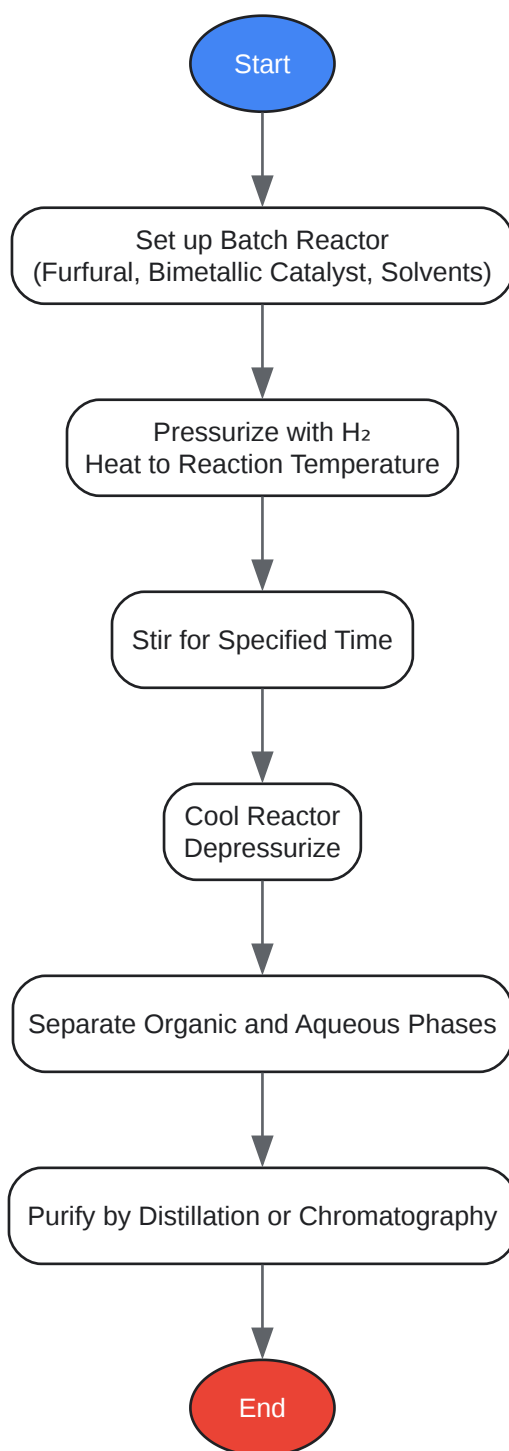 Start
Set up Batch Reactor
(Furfural, Bimetallic Catalyst, Solvents)
Pressurize with H₂
Heat to Reaction Temperature
Stir for Specified Time
Cool Reactor
Depressurize
Separate Organic and Aqueous Phases
Purify by Distillation or Chromatography
End